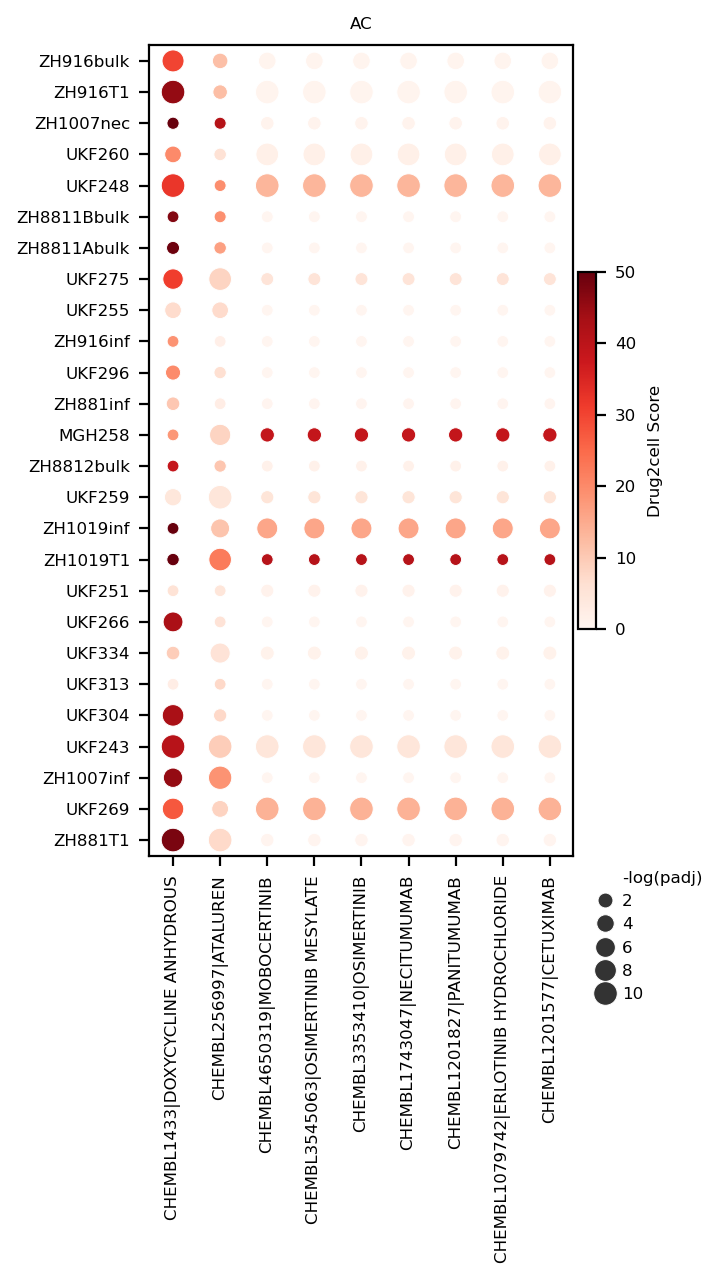 AC
ZH916bulk
ZH916T1
ZH1007nec
UKF260
UKF248
ZH8811Bbulk
ZH8811Abulk
UKF275
UKF255
ZH916inf
UKF296
ZH881inf
MGH258
ZH8812bulk
UKF259
ZH1019inf
ZH1019T1
UKF251
UKF266
UKF334
UKF313
UKF304
UKF243
ZH1007inf
UKF269
ZH881T1
50
40
30
20
10
0
Drug2cell Score
CHEMBL1433|DOXYCYCLINE ANHYDROUS
CHEMBL256997|ATALUREN
CHEMBL4650319|MOBOCERTINIB
CHEMBL3545063|OSIMERTINIB MESYLATE
CHEMBL3353410|OSIMERTINIB
CHEMBL1743047|NECITUMUMAB
CHEMBL1201827|PANITUMUMAB
CHEMBL1079742|ERLOTINIB HYDROCHLORIDE
CHEMBL1201577|CETUXIMAB
-log(padj)
2
4
6
8
10